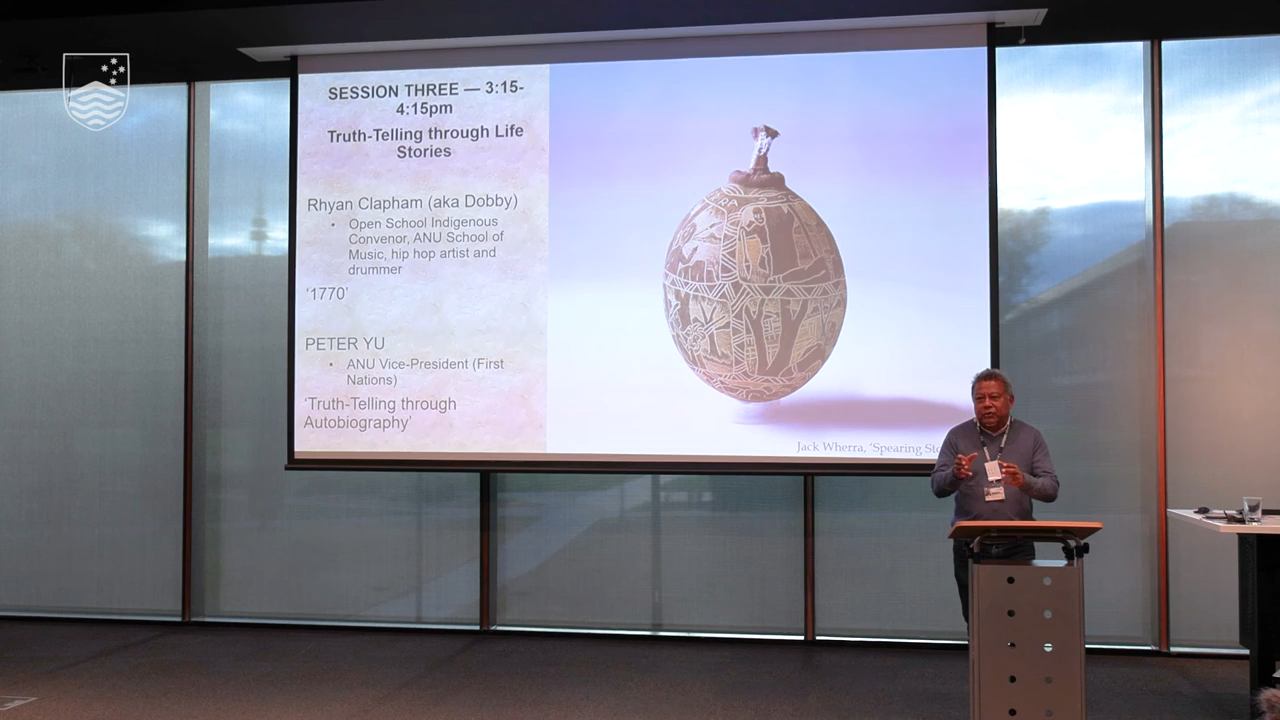 SESSION THREE — 3:15-
4:15pm
Truth-Telling through Life
Stories
Rhyan Clapham (aka Dobby)
• Open School Indigenous
Convenor, ANU School of
Music, hip hop artist and
drummer
‘1770’
PETER YU
• ANU Vice-President (First
Nations)
‘Truth-Telling through
Autobiography’
Jack Wherra, ‘Spearing